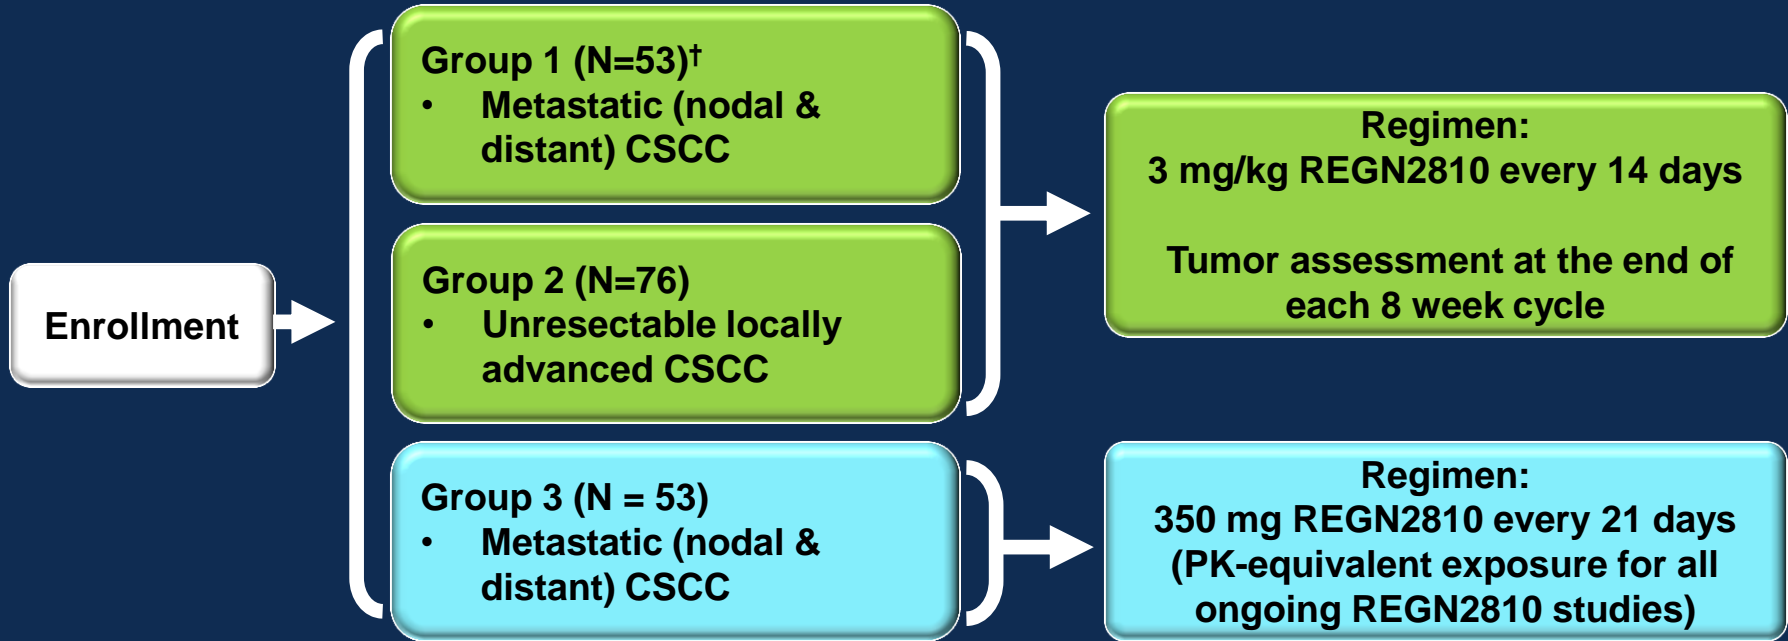 Enrollment
Group 1 (N=53)†
• Metastatic (nodal &
distant) CSCC
Group 2 (N=76)
• Unresectable locally
advanced CSCC
Group 3 (N = 53)
• Metastatic (nodal &
distant) CSCC
Regimen:
3 mg/kg REGN2810 every 14 days
Tumor assessment at the end of
each 8 week cycle
Regimen:
350 mg REGN2810 every 21 days
(PK-equivalent exposure for all
ongoing REGN2810 studies)